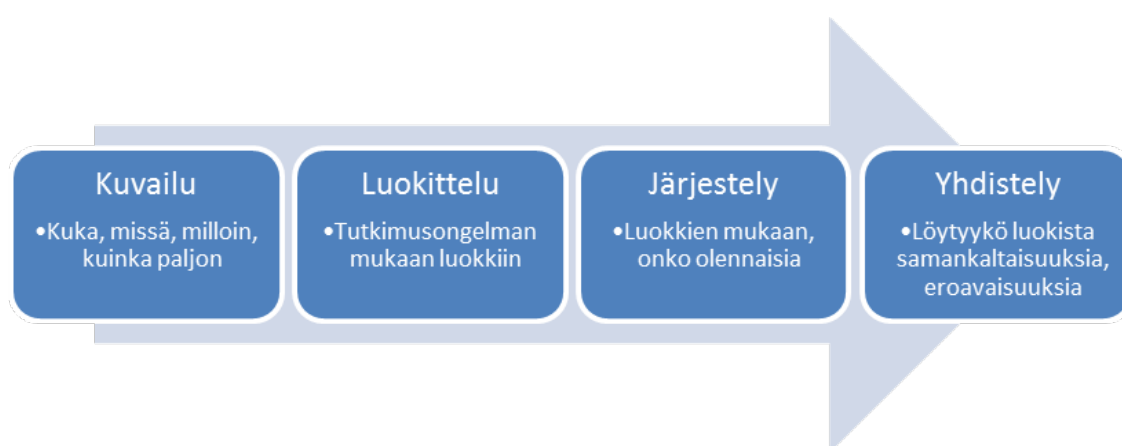 Kuvailu
•Kuka, missä, milloin,
kuinka paljon
Luokittelu
•Tutkimusongelman
mukaan luokkiin
Järjestely
•Luokkien mukaan,
onko olennaisia
Yhdistely
•Löytyykö luokista
samankaltaisuuksia,
eroavaisuuksia